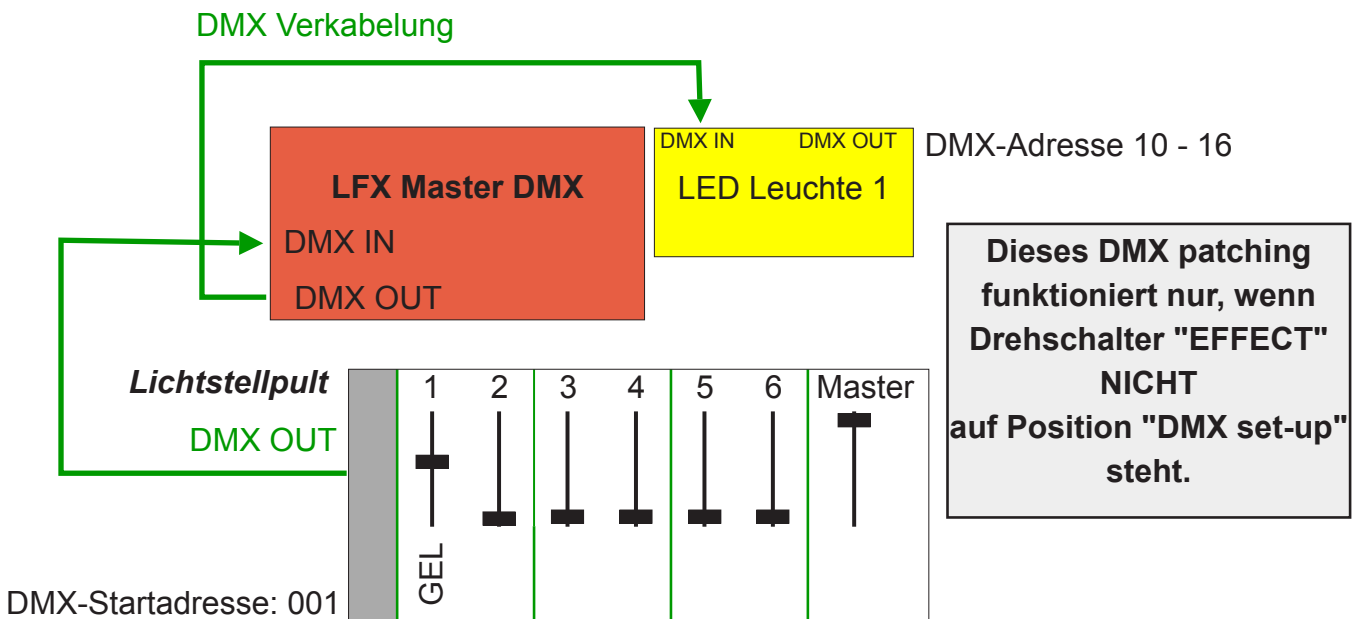 DMX Verkabelung
DMX IN DMX OUT
DMX-Adresse 10 - 16
LFX Master DMX
LED Leuchte 1
DMX IN
DMX OUT
Dieses DMX patching
funktioniert nur, wenn
Drehschalter "EFFECT"
NICHT
auf Position "DMX set-up"
steht.
Lichtstellpult
1 2 3 4 5 6 Master
DMX OUT
GEL
DMX-Startadresse: 001